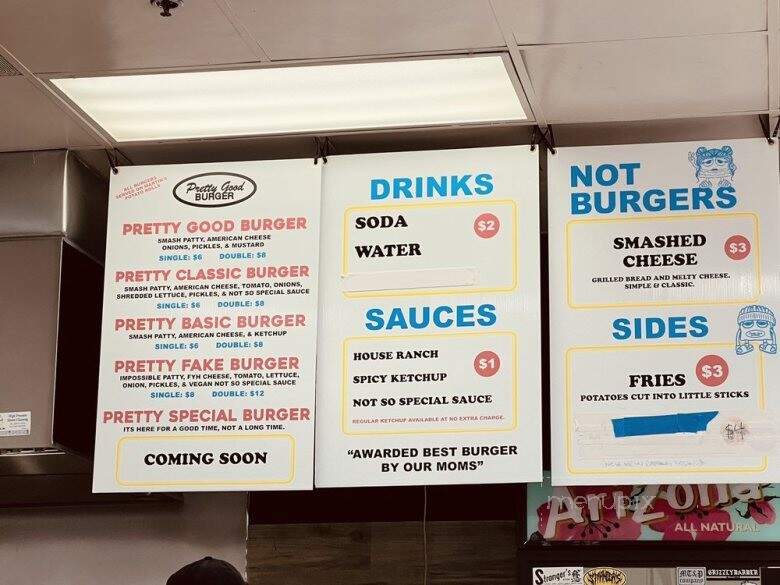 ALL BURGERS
SERVED ON MARTIN'S
POTATO ROLLS
Pretty Good
BURGER
PRETTY GOOD BURGER
SMASH PATTY, AMERICAN CHEESE
ONIONS, PICKLES, & MUSTARD
SINGLE: $6 DOUBLE: $8
PRETTY CLASSIC BURGER
SMASH PATTY, AMERICAN CHEESE, TOMATO, ONIONS,
SHREDDED LETTUCE, PICKLES, & NOT SO SPECIAL SAUCE
SINGLE: $6 DOUBLE: $8
PRETTY BASIC BURGER
SMASH PATTY, AMERICAN CHEESE, & KETCHUP
SINGLE: $6 DOUBLE: $8
PRETTY FAKE BURGER
IMPOSSIBLE PATTY, FYH CHEESE, TOMATO, LETTUCE,
ONION, PICKLES, & VEGAN NOT SO SPECIAL SAUCE
SINGLE: $8 DOUBLE: $12
PRETTY SPECIAL BURGER
ITS HERE FOR A GOOD TIME, NOT A LONG TIME.
COMING SOON
DRINKS
SODA $2
WATER
SAUCES
HOUSE RANCH
SPICY KETCHUP $1
NOT SO SPECIAL SAUCE
REGULAR KETCHUP AVAILABLE AT NO EXTRA CHARGE.
"AWARDED BEST BURGER
BY OUR MOMS"
NOT
BURGERS
SMASHED
CHEESE $3
GRILLED BREAD AND MELTY CHEESE.
SIMPLE & CLASSIC.
SIDES
FRIES $3
POTATOES CUT INTO LITTLE STICKS
$4
menupix
Arizona
ALL NATURAL
Stranger's
MT&P
GRIZZLYBARKER